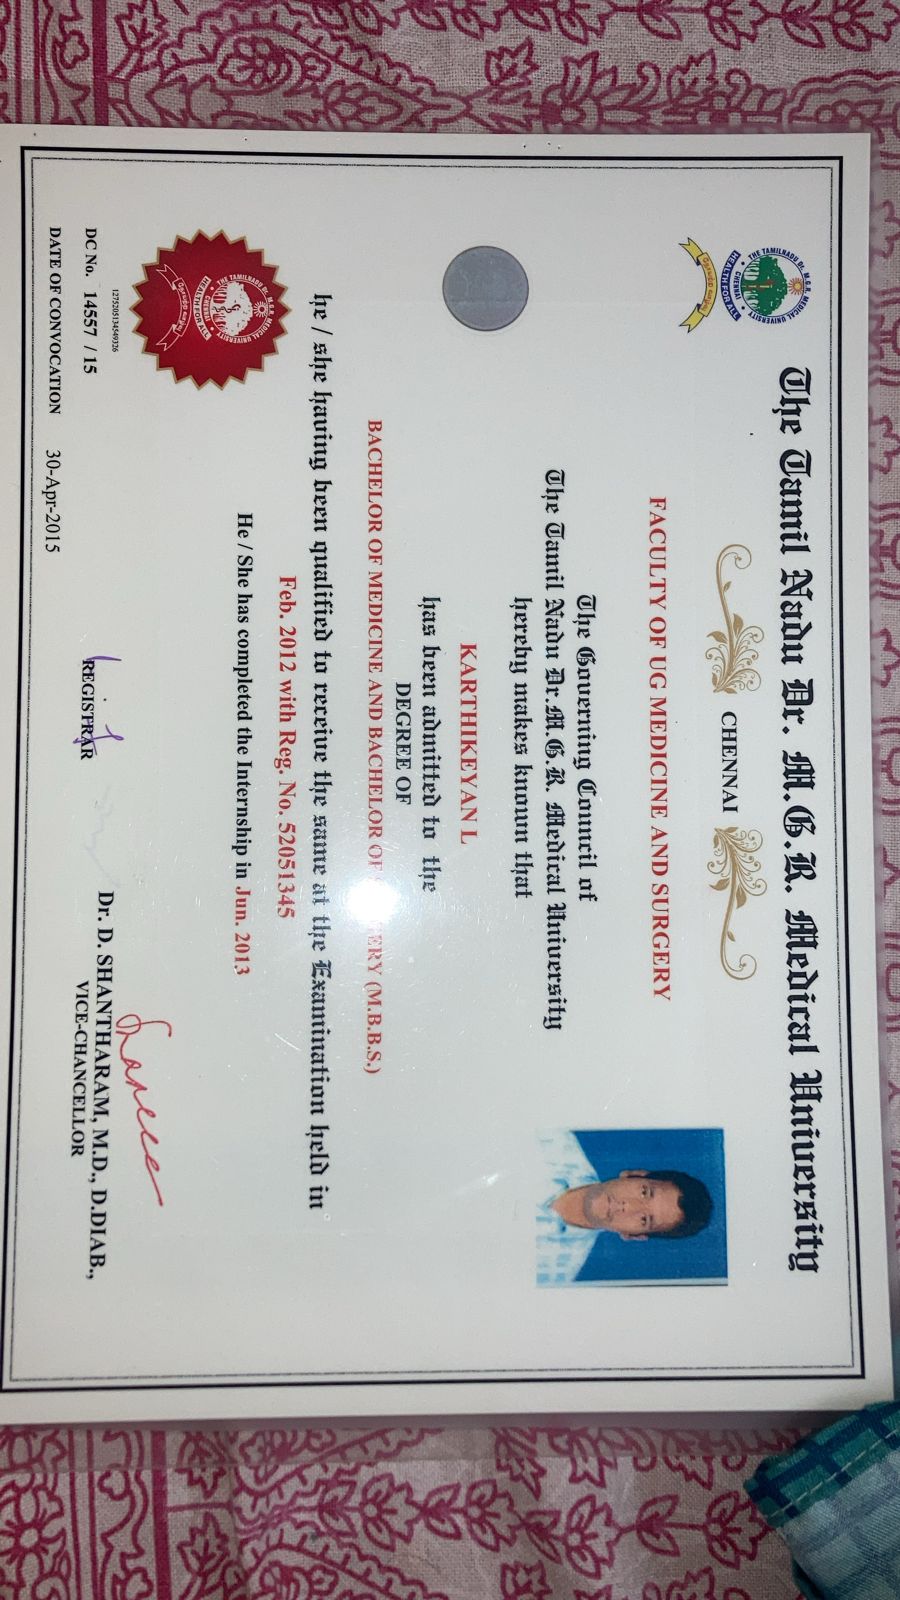 The Tamil Nadu Dr. M.G.R. Medical University
CHENNAI
THE TAMILNADU DR. M.G.R. MEDICAL UNIVERSITY
CHENNAI
HEALTH FOR ALL
FACULTY OF UG MEDICINE AND SURGERY
The Governing Council of
The Tamil Nadu Dr.M.G.R. Medical University
hereby makes known that
KARTHIKEYAN L
has been admitted to the
DEGREE OF
BACHELOR OF MEDICINE AND BACHELOR OF ERY (M.B.B.S.)
he / she having been qualified to receive the same at the Examination held in
Feb. 2012 with Reg. No. 52051345
He / She has completed the Internship in Jun. 2013
THE TAMILNADU DR. M.G.R. MEDICAL UNIVERSITY
CHENNAI
HEALTH FOR ALL
DC No. 14557 / 15
DATE OF CONVOCATION 30-Apr-2015
REGISTRAR
Dr. D. SHANTHARAM, M.D., D.DIAB.,
VICE-CHANCELLOR